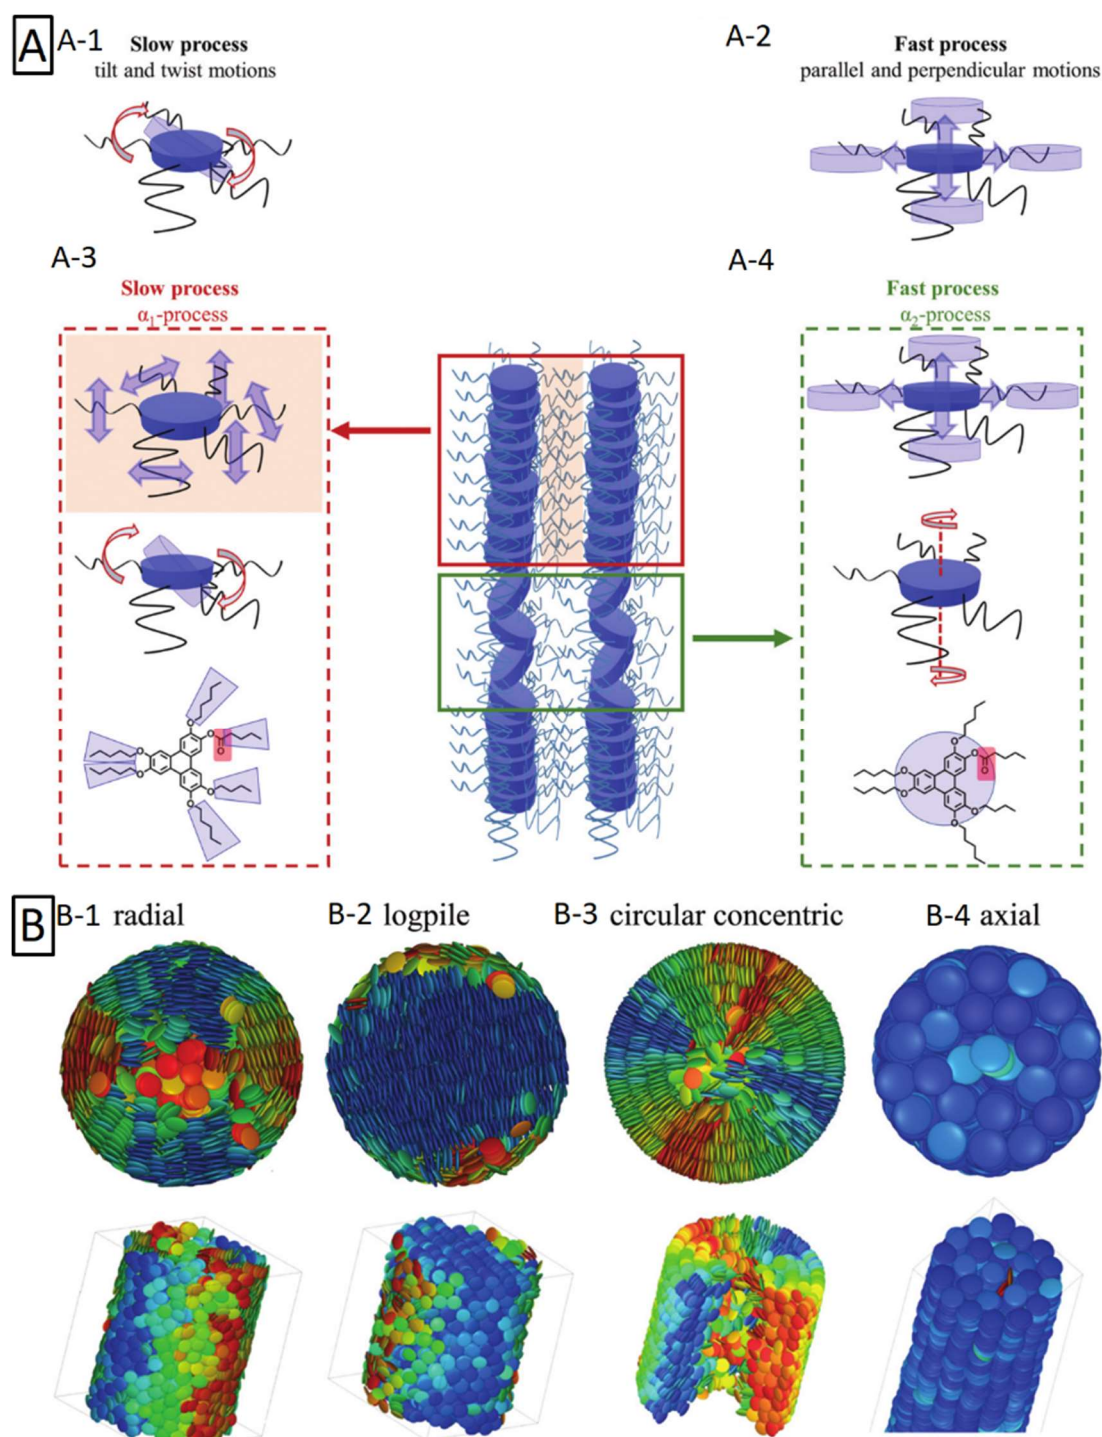 A
A-1
Slow process
tilt and twist motions
A-2
Fast process
parallel and perpendicular motions
A-3
Slow process
α₁-process
A-4
Fast process
α₂-process
O
O
O
O
O
O
O
O
O
O
O
O
O
O
B
B-1 radial
B-2 logpile
B-3 circular concentric
B-4 axial